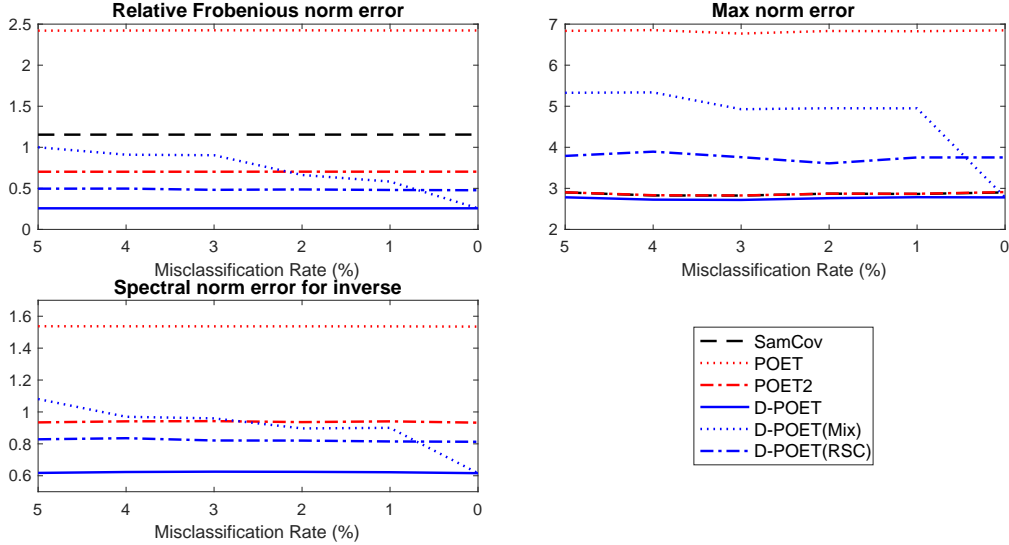 Relative Frobenious norm error
2.5
2
1.5
1
0.5
0
5 4 3 2 1 0
Misclassification Rate (%)
Max norm error
7
6
5
4
3
2
5 4 3 2 1 0
Misclassification Rate (%)
Spectral norm error for inverse
1.6
1.4
1.2
1
0.8
0.6
5 4 3 2 1 0
Misclassification Rate (%)
SamCov
POET
POET2
D-POET
D-POET(Mix)
D-POET(RSC)